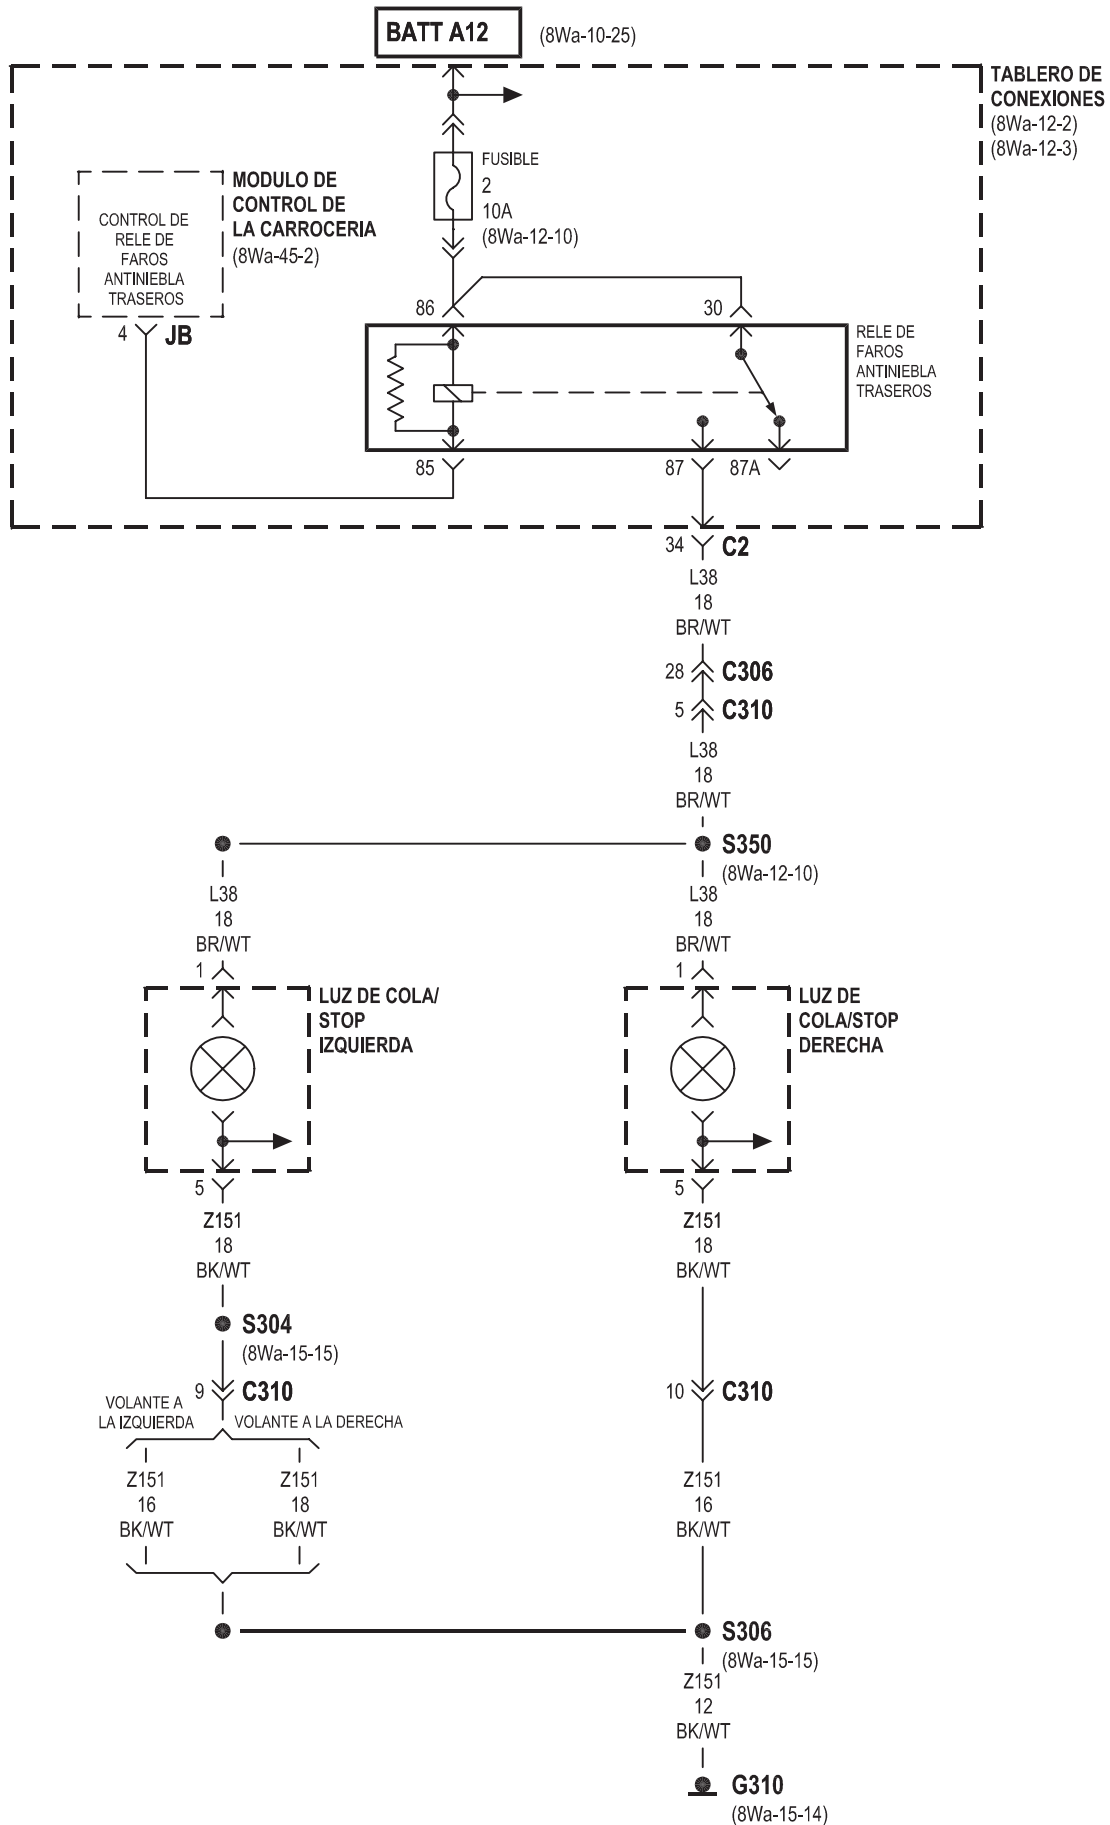 BATT A12
(8Wa-10-25)
TABLERO DE
CONEXIONES
(8Wa-12-2)
(8Wa-12-3)
FUSIBLE
2
10A
(8Wa-12-10)
MODULO DE
CONTROL DE
LA CARROCERIA
(8Wa-45-2)
CONTROL DE
RELE DE
FAROS
ANTINIEBLA
TRASEROS
4
JB
86
30
RELE DE
FAROS
ANTINIEBLA
TRASEROS
85
87
87A
34
C2
L38
18
BR/WT
28
C306
5
C310
L38
18
BR/WT
S350
(8Wa-12-10)
L38
18
BR/WT
1
L38
18
BR/WT
1
LUZ DE COLA/
STOP
IZQUIERDA
LUZ DE
COLA/STOP
DERECHA
5
Z151
18
BK/WT
5
Z151
18
BK/WT
S304
(8Wa-15-15)
9
C310
10
C310
VOLANTE A
LA IZQUIERDA
VOLANTE A LA DERECHA
Z151
16
BK/WT
Z151
18
BK/WT
Z151
16
BK/WT
S306
(8Wa-15-15)
Z151
12
BK/WT
G310
(8Wa-15-14)